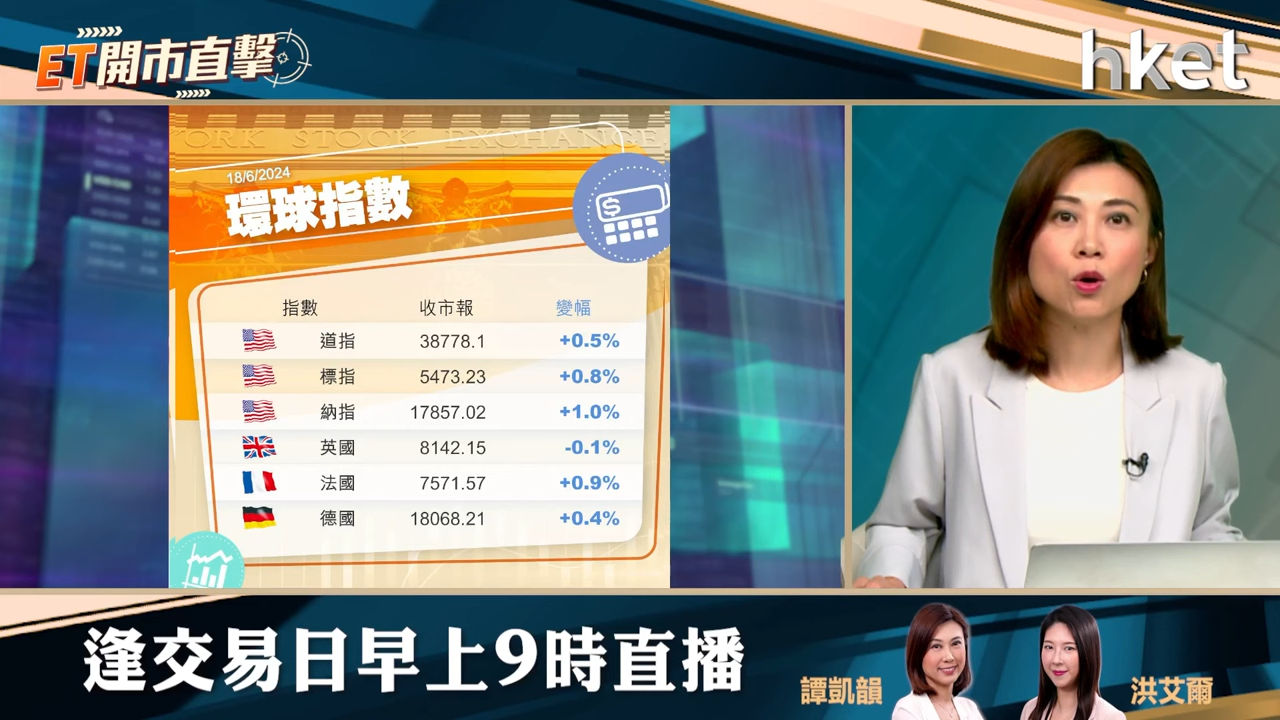 ET開市直擊
hket
YORK STOCK EXCHANGE
18/6/2024
環球指數
$
指數 收市報 變幅
道指 38778.1 +0.5%
標指 5473.23 +0.8%
納指 17857.02 +1.0%
英國 8142.15 -0.1%
法國 7571.57 +0.9%
德國 18068.21 +0.4%
逢交易日早上9時直播
譚凱韻
洪艾爾